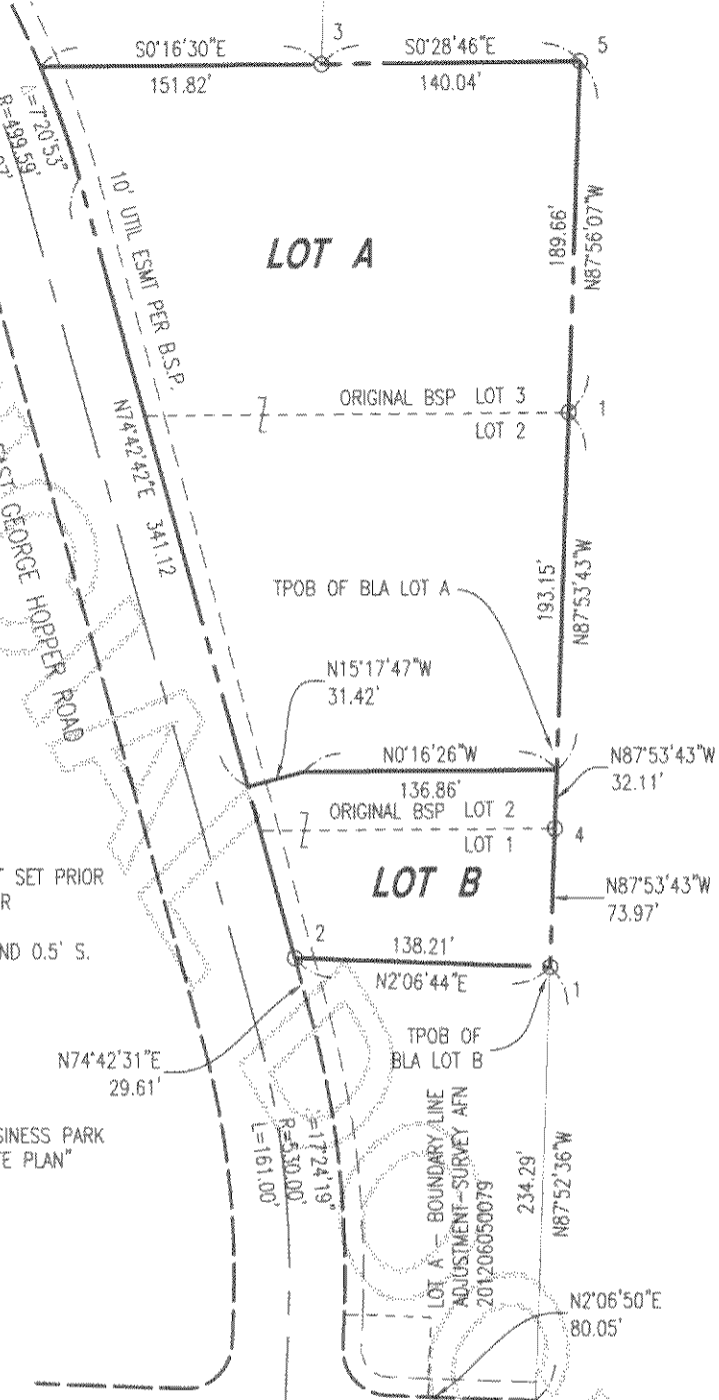 S0°16'30"E
151.82'
3
S0°28'46"E
140.04'
5
Δ=7°20'53"
R=499.59'
10' UTIL ESMT PER B.S.P.
LOT A
189.66'
N87°56'07"W
ORIGINAL BSP LOT 3
LOT 2
1
N74°42'42"E 341.12
EAST GEORGE HOPPER ROAD
TPOB OF BLA LOT A
193.15'
N87°53'43"W
N15°17'47"W
31.42'
N0°16'26"W
136.86'
N87°53'43"W
32.11'
ORIGINAL BSP LOT 2
LOT 1
4
SET PRIOR
LOT B
N87°53'43"W
73.97'
0.5' S.
2
138.21'
N2°06'44"E
1
TPOB OF
BLA LOT B
N74°42'31"E
29.61'
17°24'19"
R=530.00'
L=161.00'
BUSINESS PARK
PLAN"
LOT A - BOUNDARY LINE
ADJUSTMENT-SURVEY AFN
201206050079
234.29'
N87°52'36"W
N2°06'50"E
80.05'